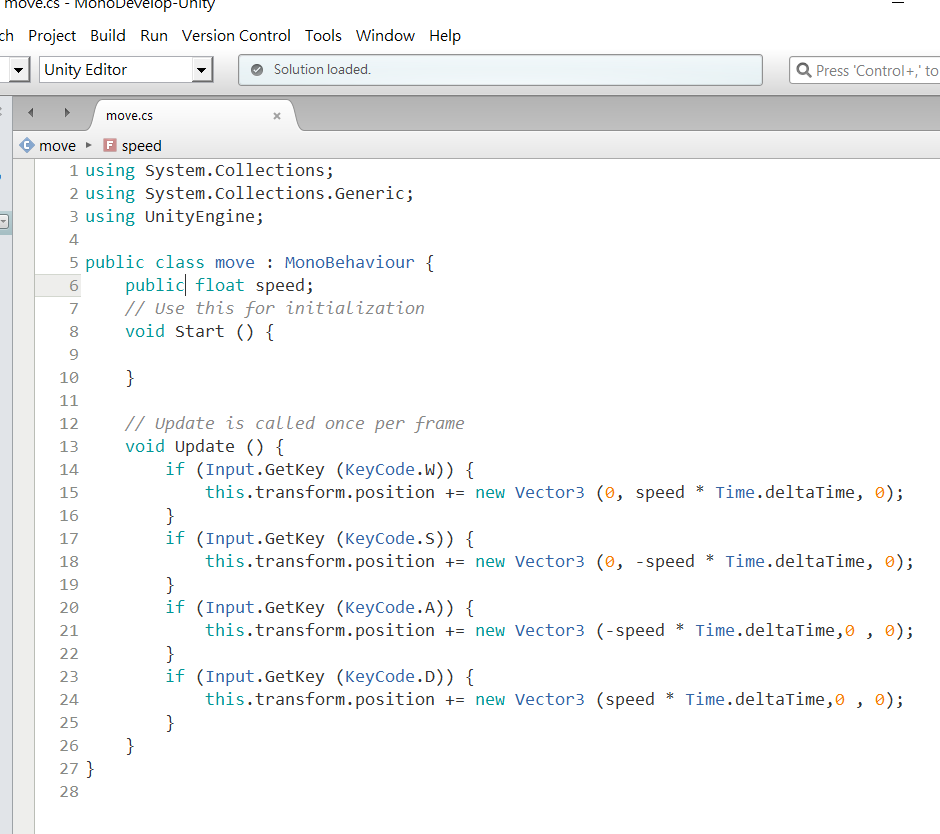 move.cs - MonoDevelop-Unity
ch Project Build Run Version Control Tools Window Help
Unity Editor Solution loaded. Press 'Control+,' to
move.cs ×
move ▸ F speed
1 using System.Collections;
2 using System.Collections.Generic;
3 using UnityEngine;
4
5 public class move : MonoBehaviour {
6     public float speed;
7     // Use this for initialization
8     void Start () {
9
10     }
11
12     // Update is called once per frame
13     void Update () {
14         if (Input.GetKey (KeyCode.W)) {
15             this.transform.position += new Vector3 (0, speed * Time.deltaTime, 0);
16         }
17         if (Input.GetKey (KeyCode.S)) {
18             this.transform.position += new Vector3 (0, -speed * Time.deltaTime, 0);
19         }
20         if (Input.GetKey (KeyCode.A)) {
21             this.transform.position += new Vector3 (-speed * Time.deltaTime,0 , 0);
22         }
23         if (Input.GetKey (KeyCode.D)) {
24             this.transform.position += new Vector3 (speed * Time.deltaTime,0 , 0);
25         }
26     }
27 }
28